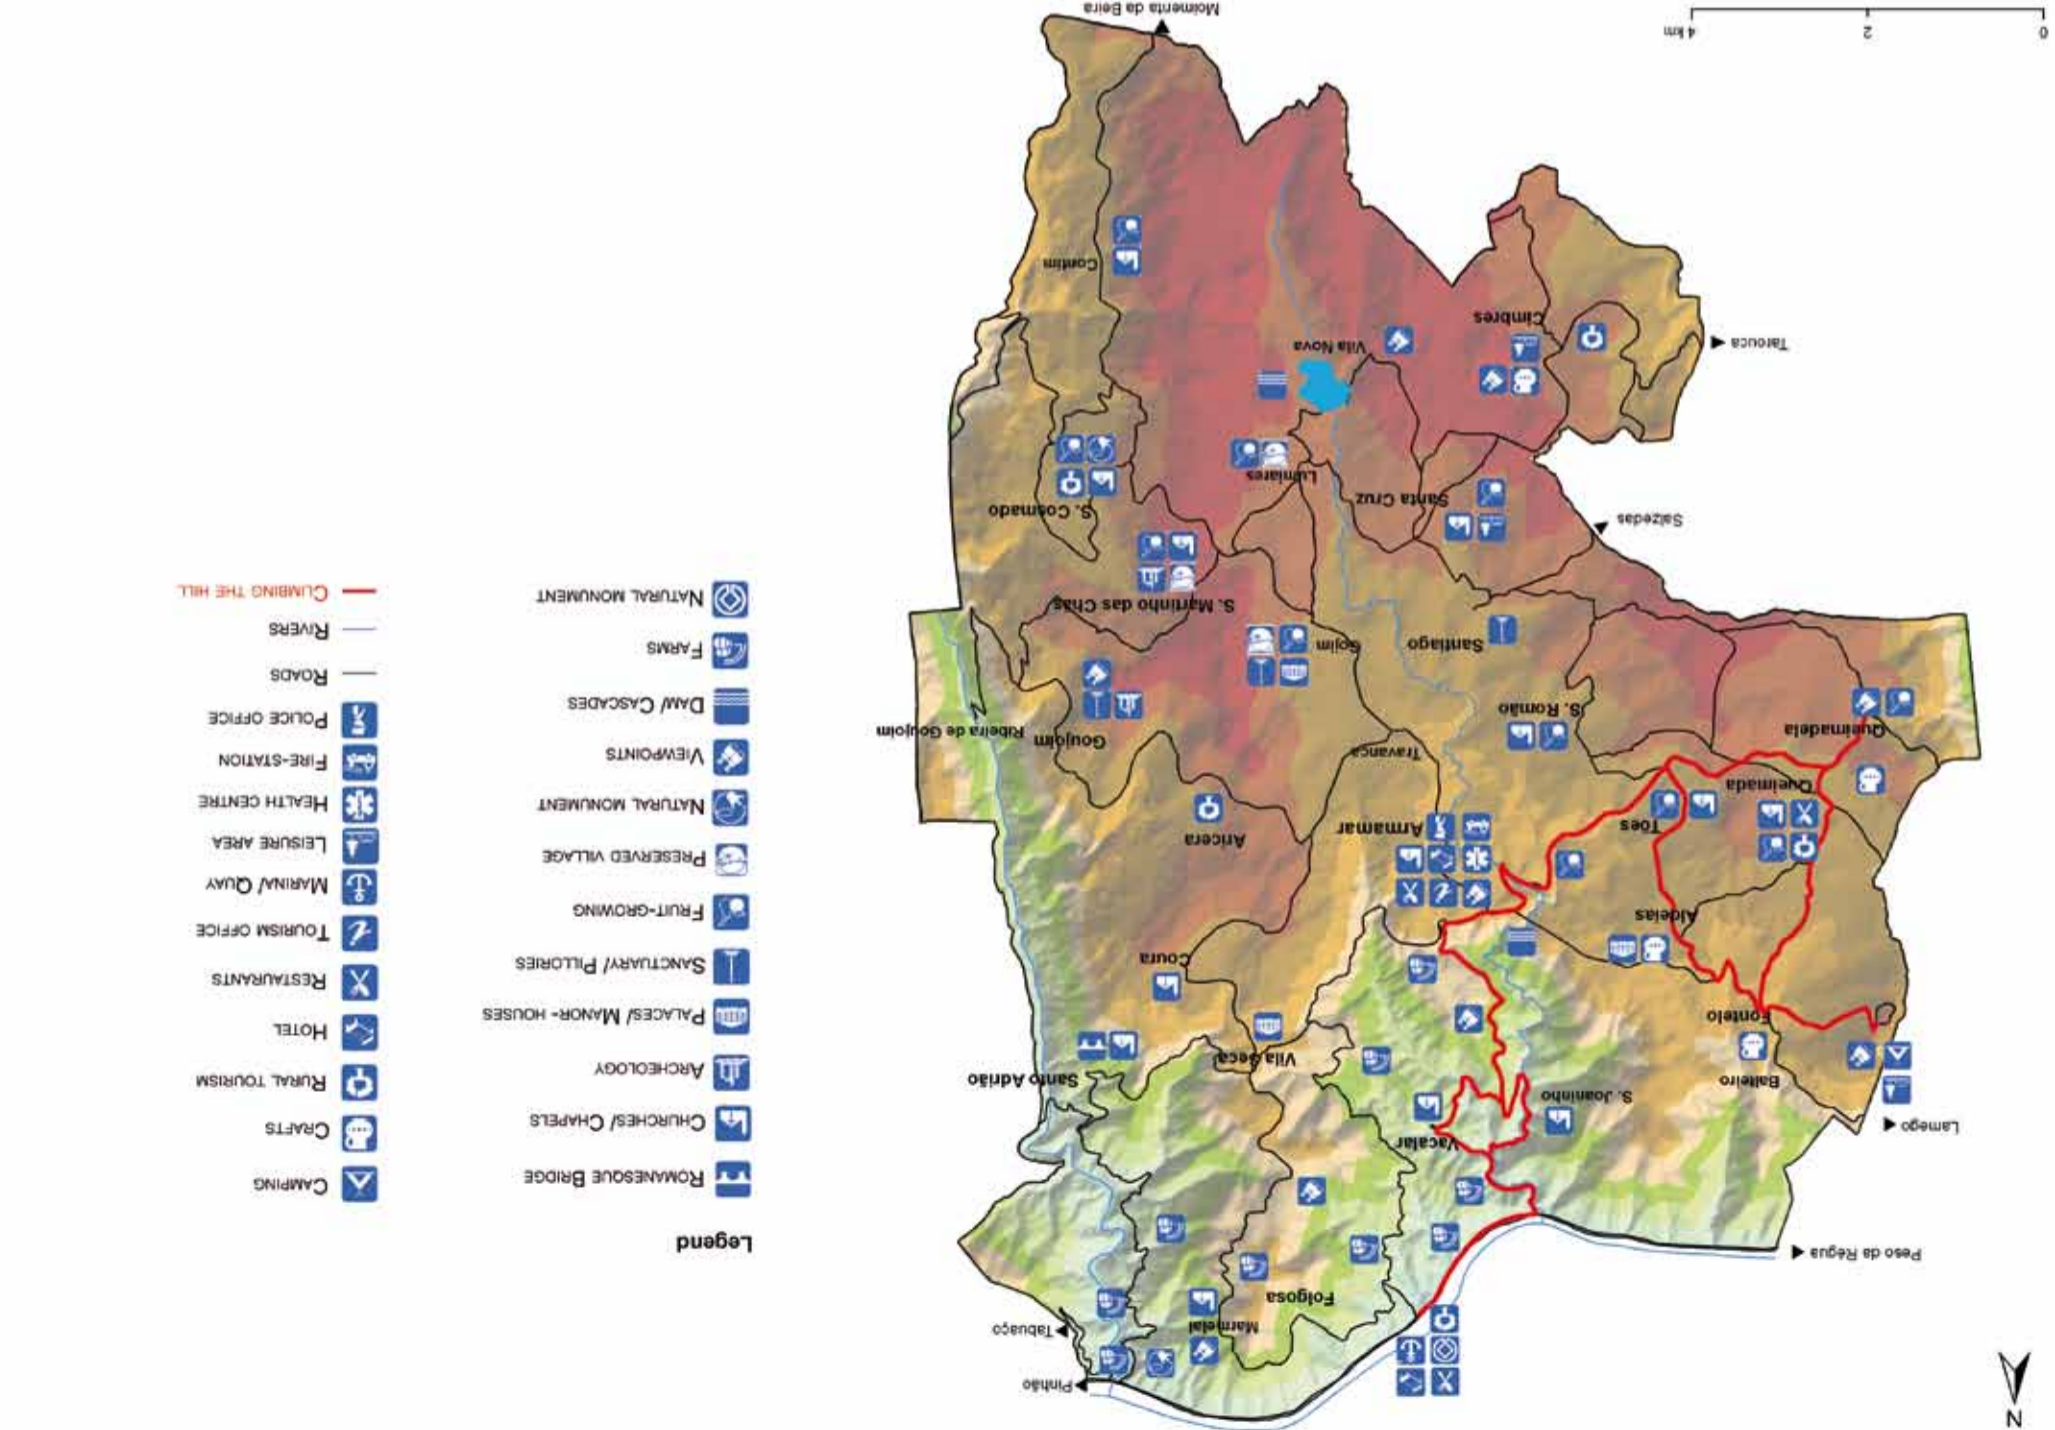 N
Pinhão
Tabuaço
Marmelal
Folgosa
Peso da Régua
Lamego
S. Joaninho
Vacalar
Balteiro
Fontelo
Vila Seca
Santo Adrião
Coura
Aldeias
Tões
Armamar
Aricera
Queimada
Queimadela
Travança
Goujoim
Ribeira de Goujoim
S. Romão
Santiago
Gojim
S. Martinho das Chãs
Salzedas
Santa Cruz
Lumiares
S. Cosmado
Tarouca
Vila Nova
Cimbres
Contim
Moimenta da Beira
0 2 4 km
Legend
ROMANESQUE BRIDGE
CHURCHES/ CHAPELS
ARCHEOLOGY
PALACES/ MANOR- HOUSES
SANCTUARY/ PILLORIES
FRUIT-GROWING
PRESERVED VILLAGE
NATURAL MONUMENT
VIEWPOINTS
DAM/ CASCADES
FARMS
NATURAL MONUMENT
CAMPING
CRAFTS
RURAL TOURISM
HOTEL
RESTAURANTS
TOURISM OFFICE
MARINA/ QUAY
LEISURE AREA
HEALTH CENTRE
FIRE-STATION
POLICE OFFICE
ROADS
RIVERS
CLIMBING THE HILL